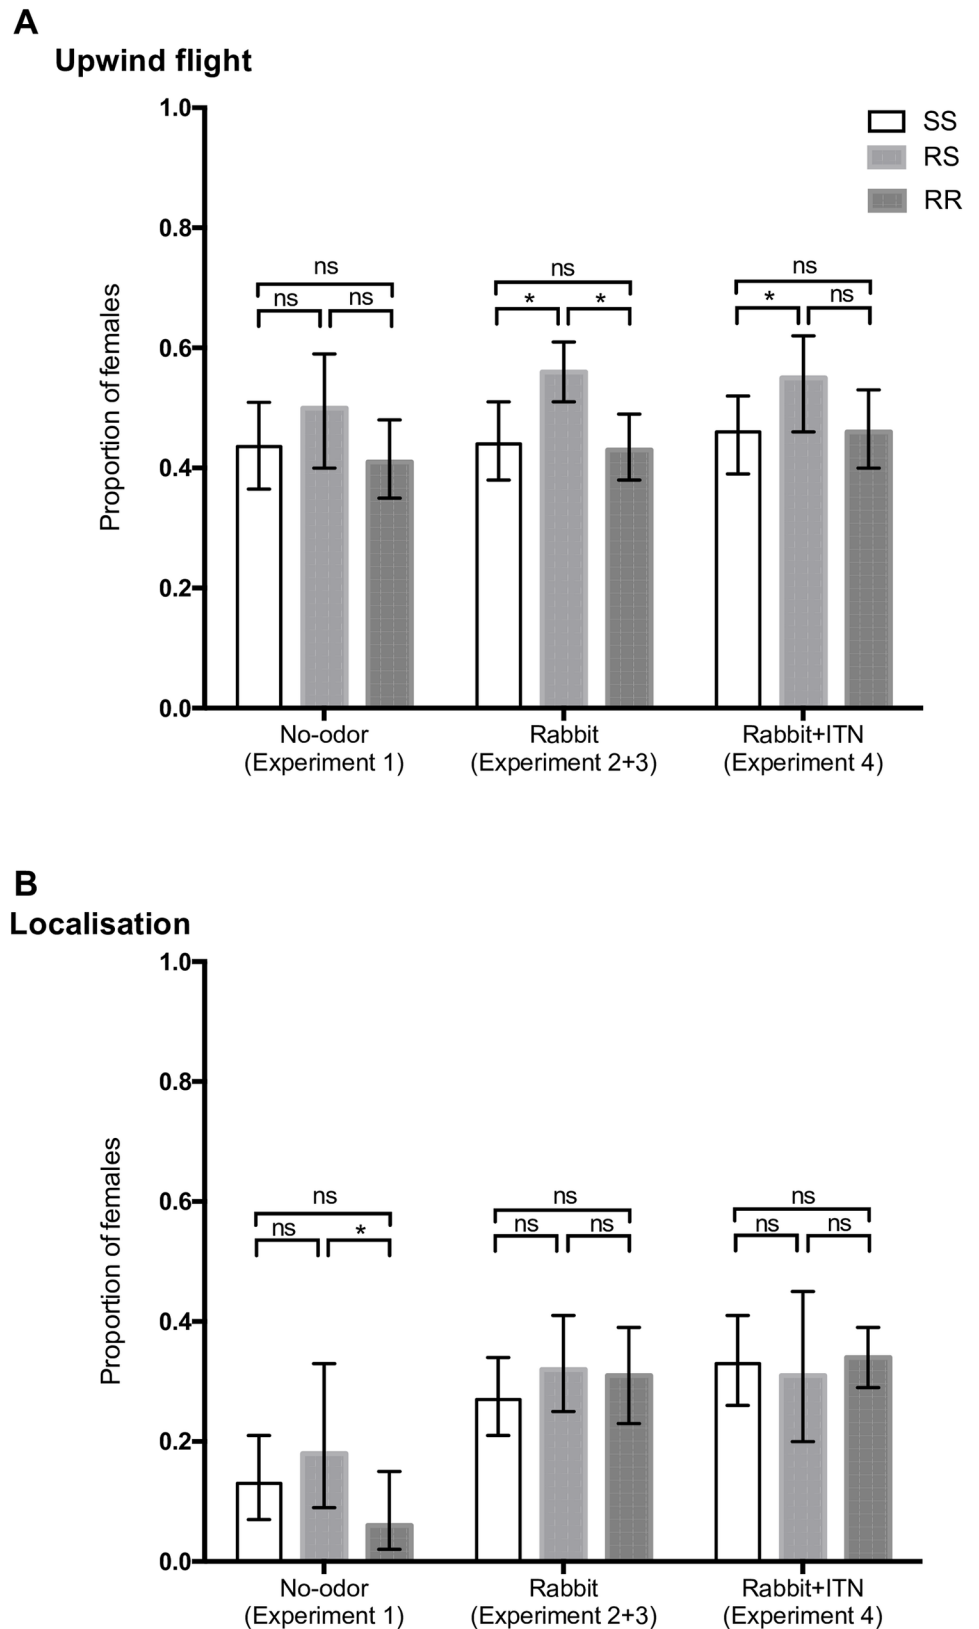 A
Upwind flight
1.0
0.8
0.6
0.4
0.2
0.0
Proportion of females
SS
RS
RR
ns
ns ns
ns
* *
ns
* ns
No-odor
(Experiment 1)
Rabbit
(Experiment 2+3)
Rabbit+ITN
(Experiment 4)
B
Localisation
1.0
0.8
0.6
0.4
0.2
0.0
Proportion of females
ns
ns *
ns
ns ns
ns
ns ns
No-odor
(Experiment 1)
Rabbit
(Experiment 2+3)
Rabbit+ITN
(Experiment 4)